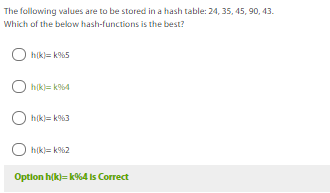 The following values are to be stored in a hash table: 24, 35, 45, 90, 43.
Which of the below hash-functions is the best?
h(k)= k%5
h(k)= k%4
h(k)= k%3
h(k)= k%2
Option h(k)= k%4 Is Correct